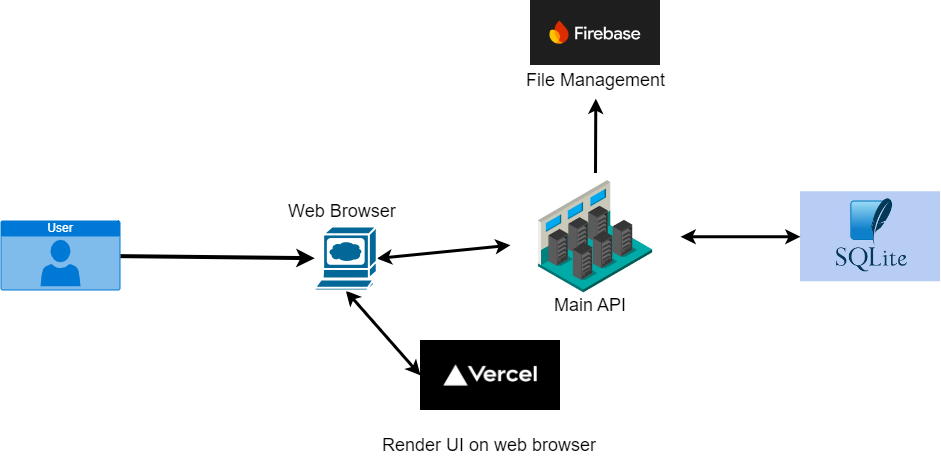 Firebase
File Management
User
Web Browser
SQLite
Main API
Vercel
Render UI on web browser